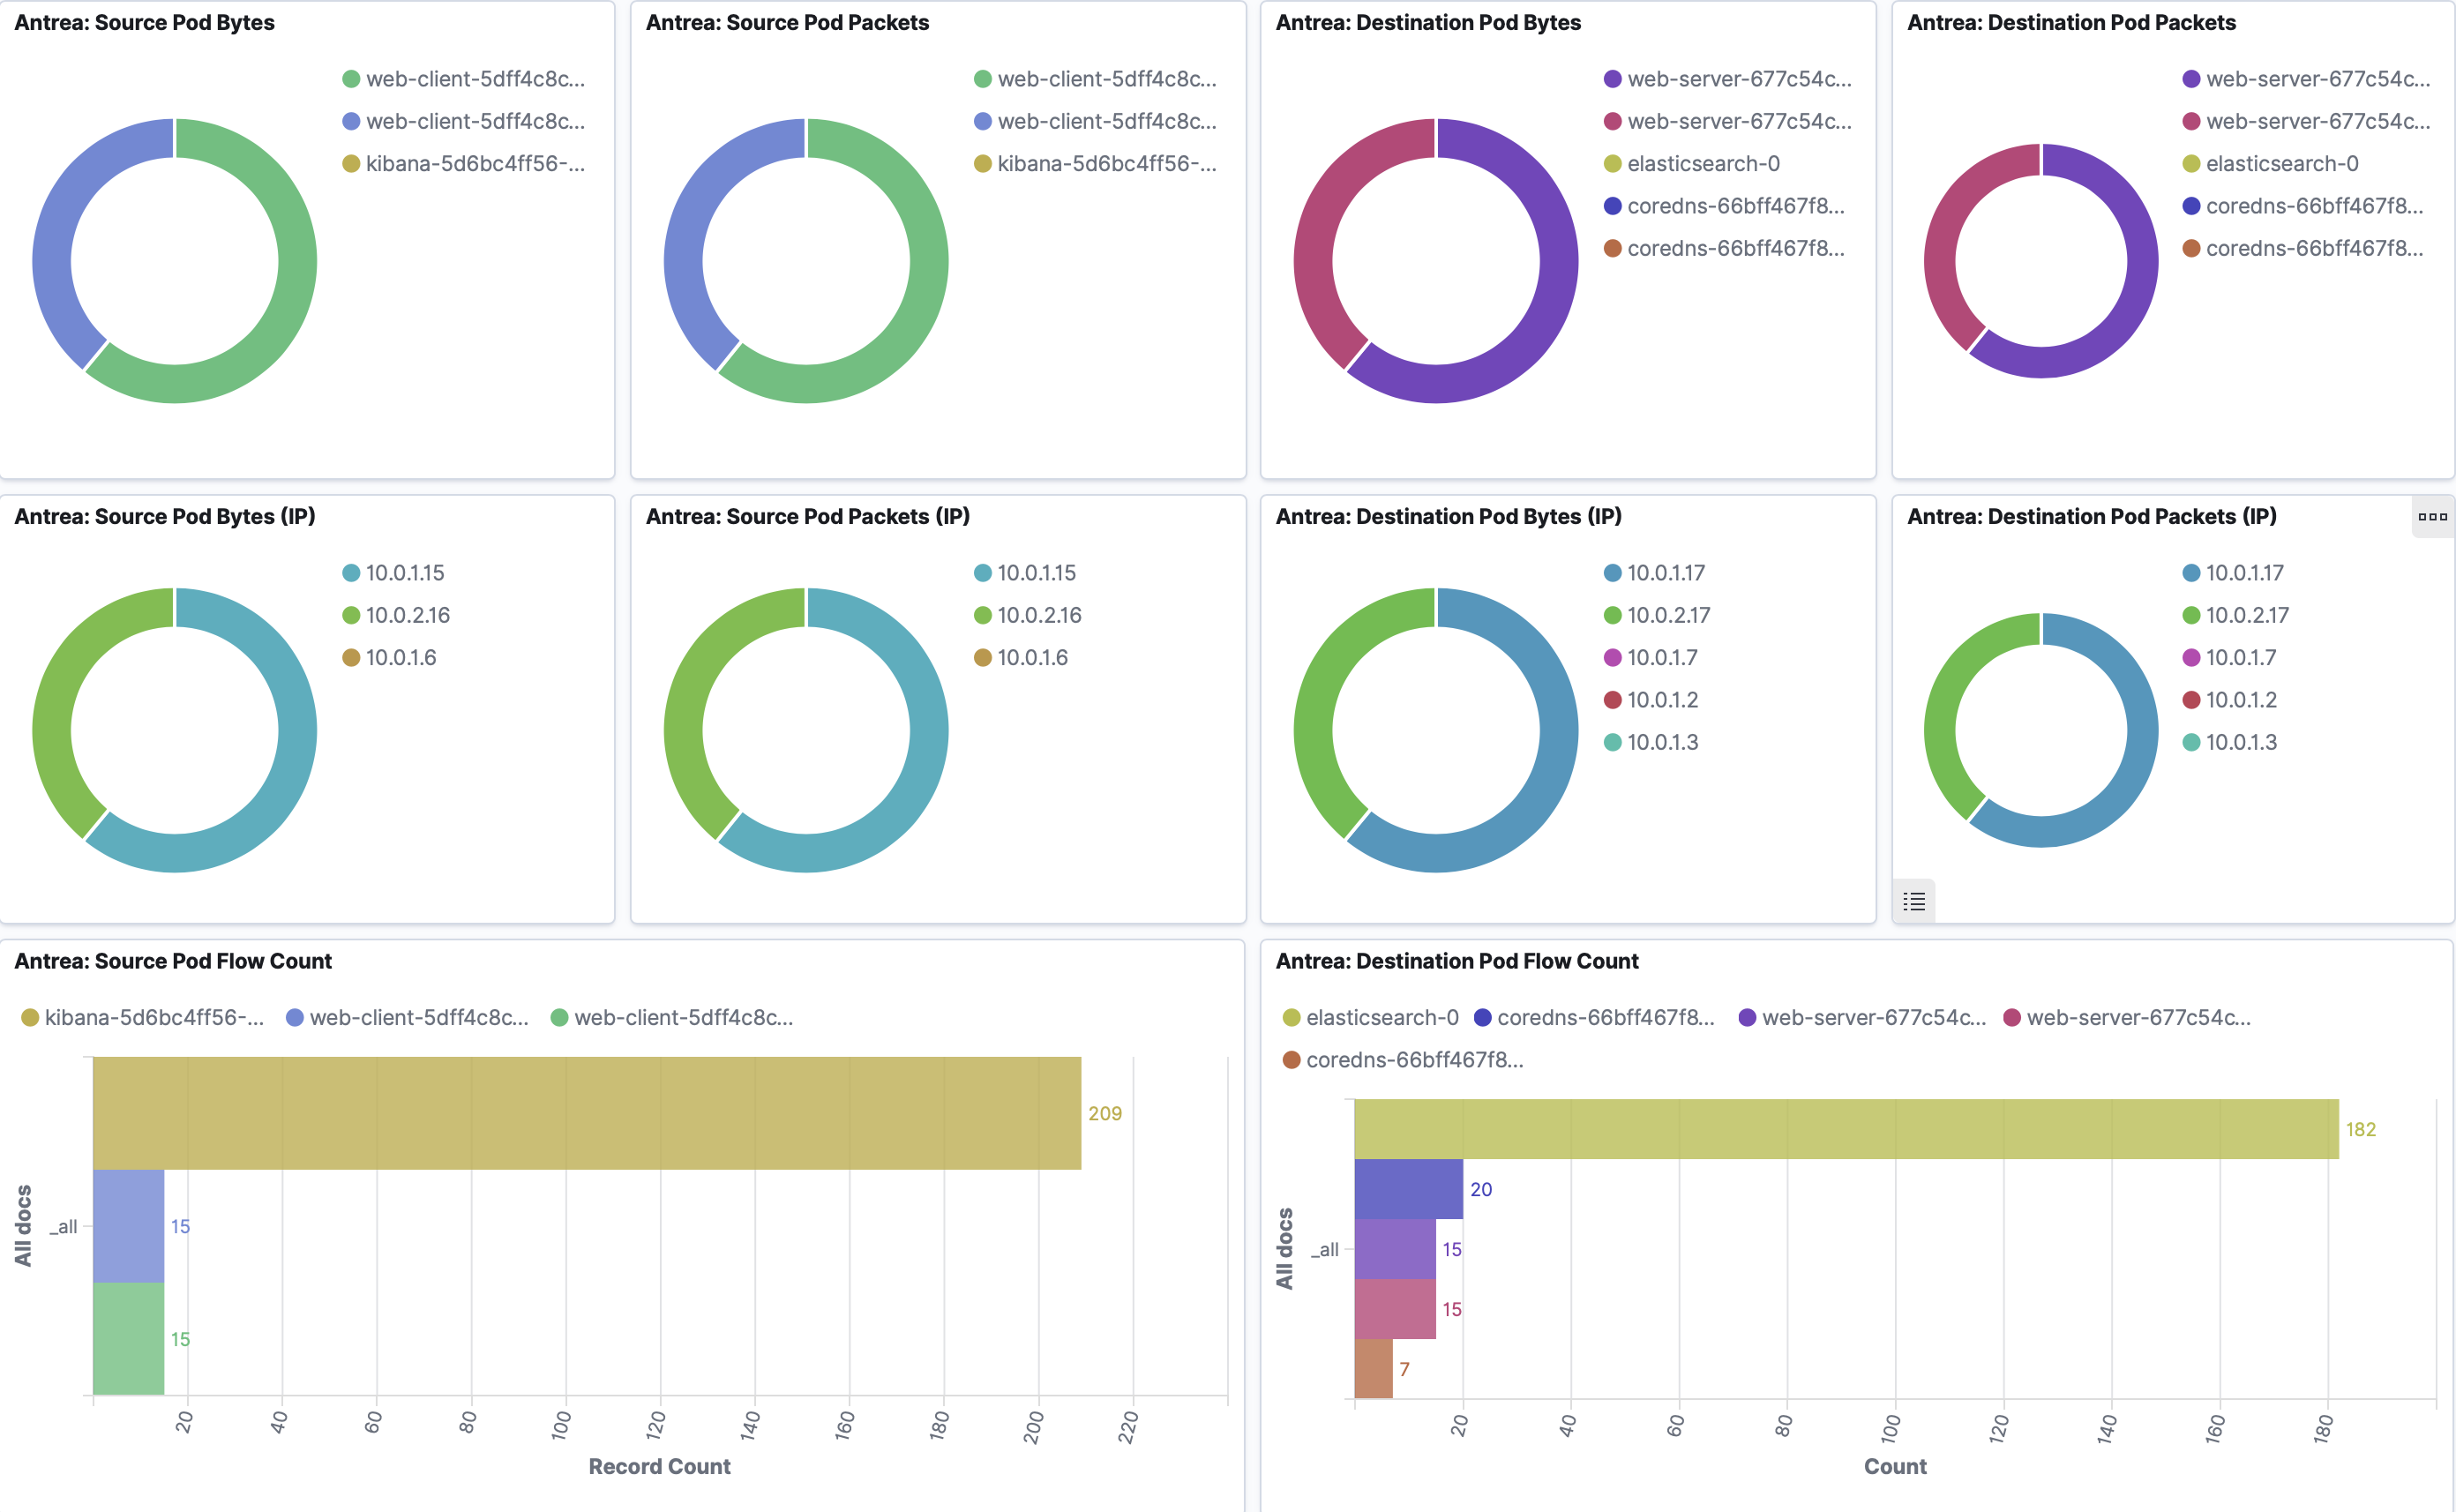 Antrea: Source Pod Bytes
web-client-5dff4c8c...
web-client-5dff4c8c...
kibana-5d6bc4ff56-...
Antrea: Source Pod Packets
web-client-5dff4c8c...
web-client-5dff4c8c...
kibana-5d6bc4ff56-...
Antrea: Destination Pod Bytes
web-server-677c54c...
web-server-677c54c...
elasticsearch-0
coredns-66bff467f8...
coredns-66bff467f8...
Antrea: Destination Pod Packets
web-server-677c54c...
web-server-677c54c...
elasticsearch-0
coredns-66bff467f8...
coredns-66bff467f8...
Antrea: Source Pod Bytes (IP)
10.0.1.15
10.0.2.16
10.0.1.6
Antrea: Source Pod Packets (IP)
10.0.1.15
10.0.2.16
10.0.1.6
Antrea: Destination Pod Bytes (IP)
10.0.1.17
10.0.2.17
10.0.1.7
10.0.1.2
10.0.1.3
Antrea: Destination Pod Packets (IP)
10.0.1.17
10.0.2.17
10.0.1.7
10.0.1.2
10.0.1.3
Antrea: Source Pod Flow Count
kibana-5d6bc4ff56-... web-client-5dff4c8c... web-client-5dff4c8c...
209
15
15
All docs
_all
20 40 60 80 100 120 140 160 180 200 220
Record Count
Antrea: Destination Pod Flow Count
elasticsearch-0 coredns-66bff467f8... web-server-677c54c... web-server-677c54c...
coredns-66bff467f8...
182
20
15
15
7
All docs
_all
20 40 60 80 100 120 140 160 180
Count